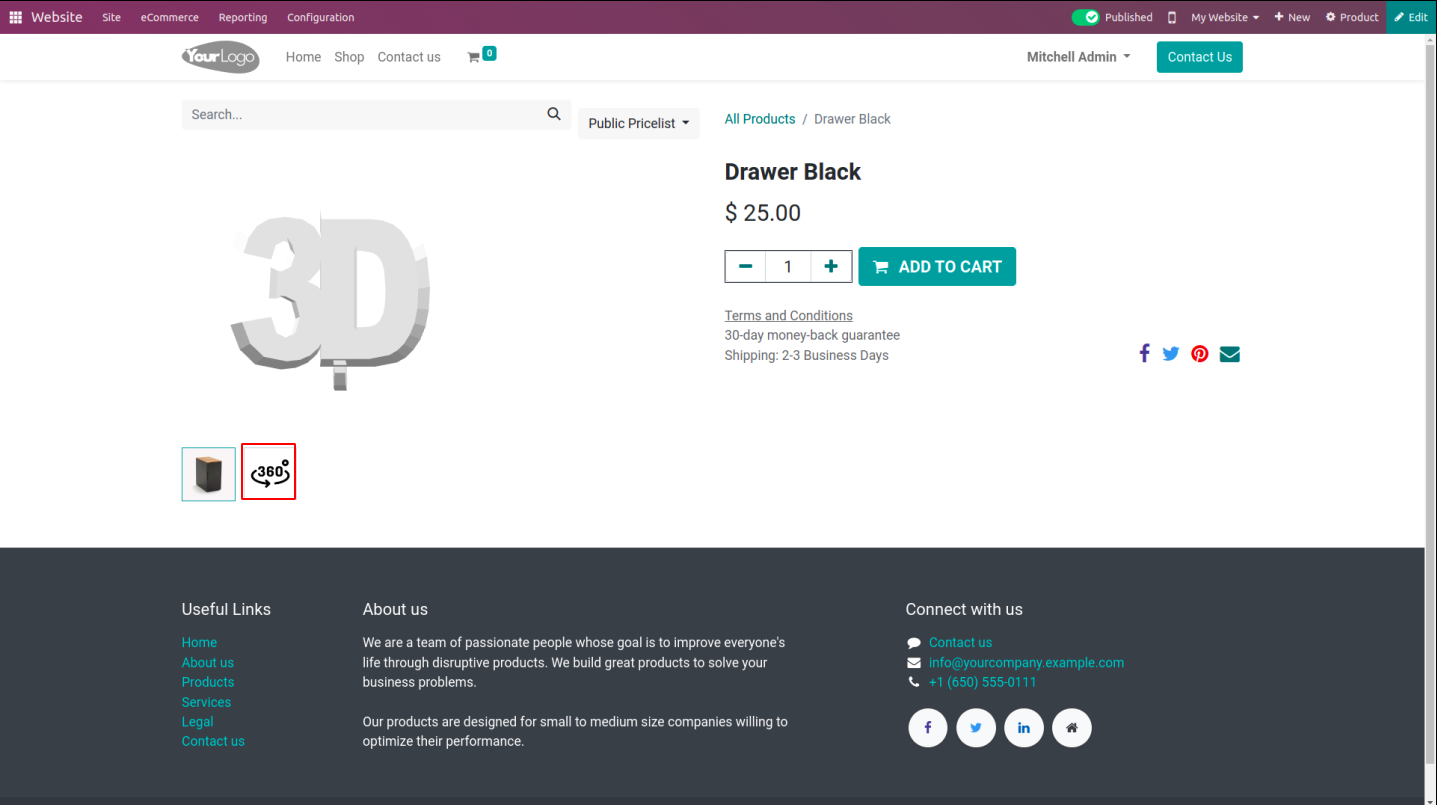 Website Site eCommerce Reporting Configuration Published My Website New Product Edit
YourLogo Home Shop Contact us 0 Mitchell Admin Contact Us
Search...
Public Pricelist
All Products / Drawer Black
Drawer Black
$ 25.00
1 ADD TO CART
Terms and Conditions
30-day money-back guarantee
Shipping: 2-3 Business Days
3D
360°
Useful Links
Home
About us
Products
Services
Legal
Contact us
About us
We are a team of passionate people whose goal is to improve everyone's
life through disruptive products. We build great products to solve your
business problems.
Our products are designed for small to medium size companies willing to
optimize their performance.
Connect with us
Contact us
info@yourcompany.example.com
+1 (650) 555-0111